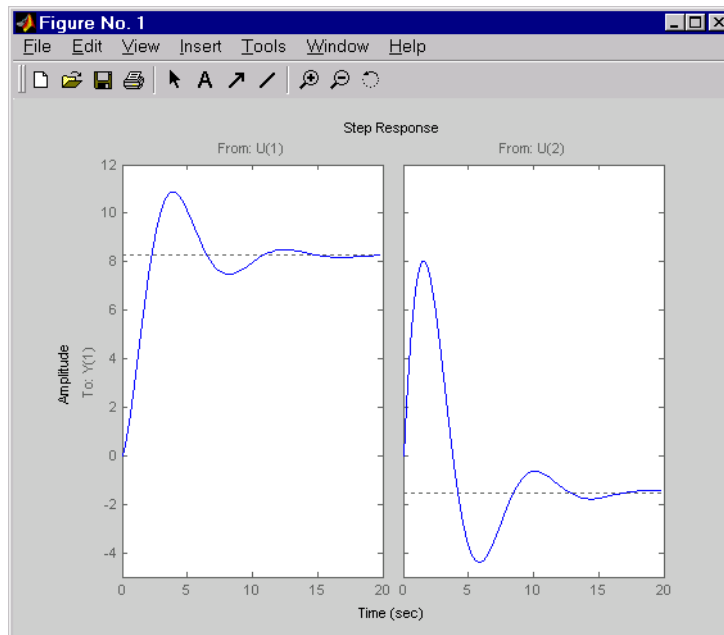 Figure No. 1
File Edit View Insert Tools Window Help
A
Step Response
From: U(1)
From: U(2)
12
10
8
6
4
2
0
-2
-4
Amplitude
To: Y(1)
0 5 10 15 20
0 5 10 15 20
Time (sec)